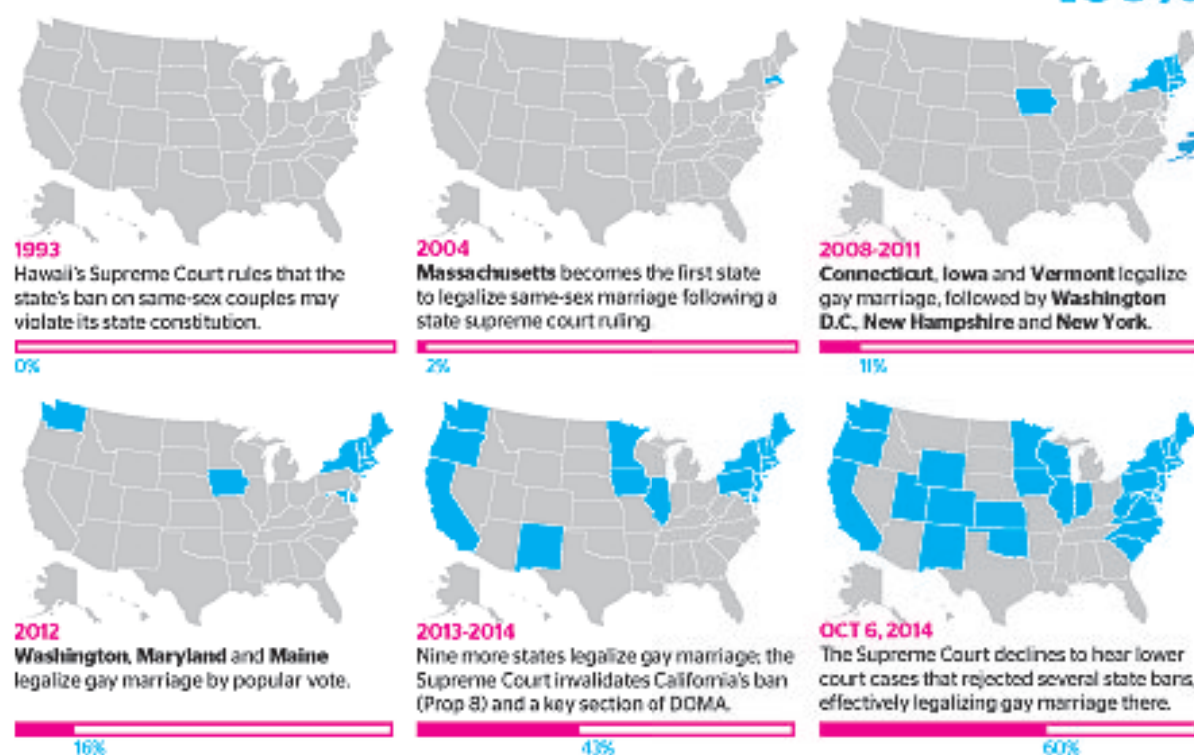 1993
Hawaii's Supreme Court rules that the
state's ban on same-sex couples may
violate its state constitution.
0%
2004
Massachusetts becomes the first state
to legalize same-sex marriage following a
state supreme court ruling
2%
2008-2011
Connecticut, Iowa and Vermont legalize
gay marriage, followed by Washington
D.C., New Hampshire and New York.
11%
2012
Washington, Maryland and Maine
legalize gay marriage by popular vote.
16%
2013-2014
Nine more states legalize gay marriage; the
Supreme Court invalidates California's ban
(Prop 8) and a key section of DOMA.
43%
OCT 6, 2014
The Supreme Court declines to hear lower
court cases that rejected several state bans,
effectively legalizing gay marriage there.
60%